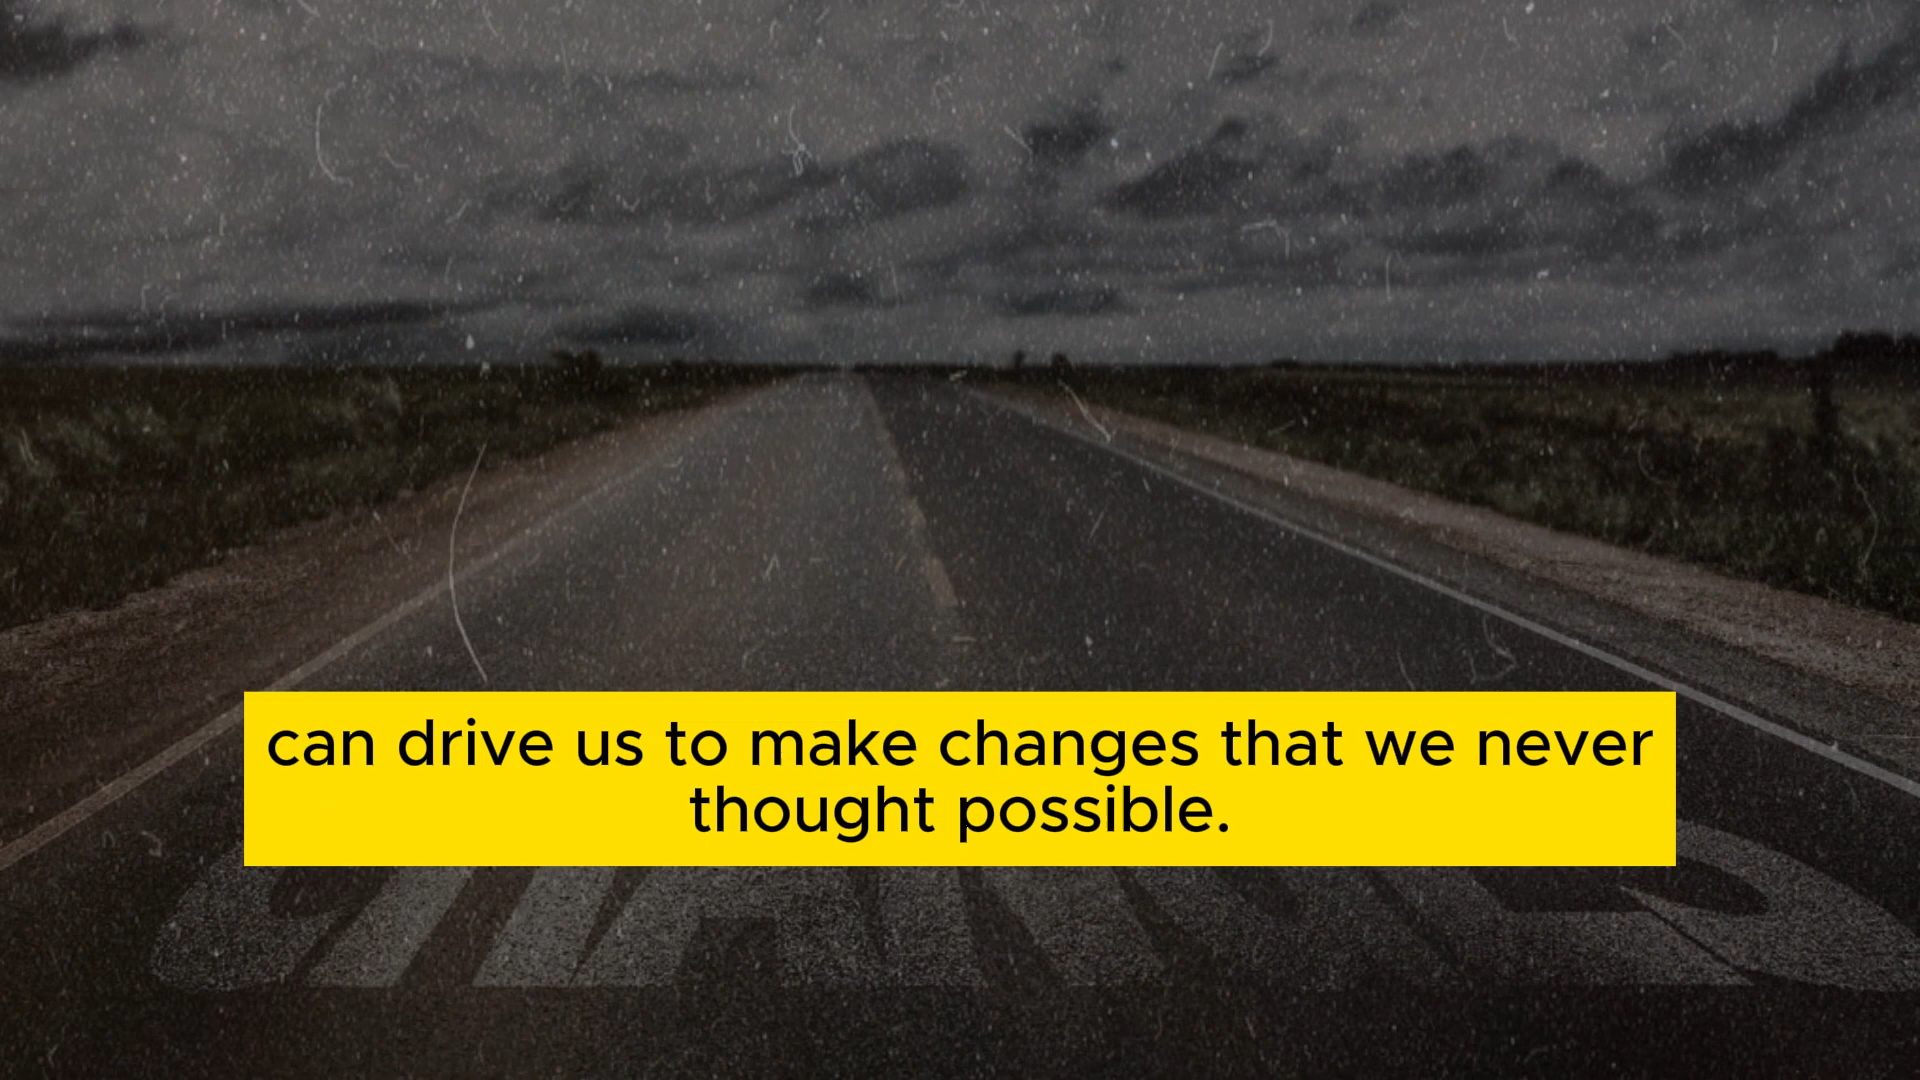 can drive us to make changes that we never
thought possible.